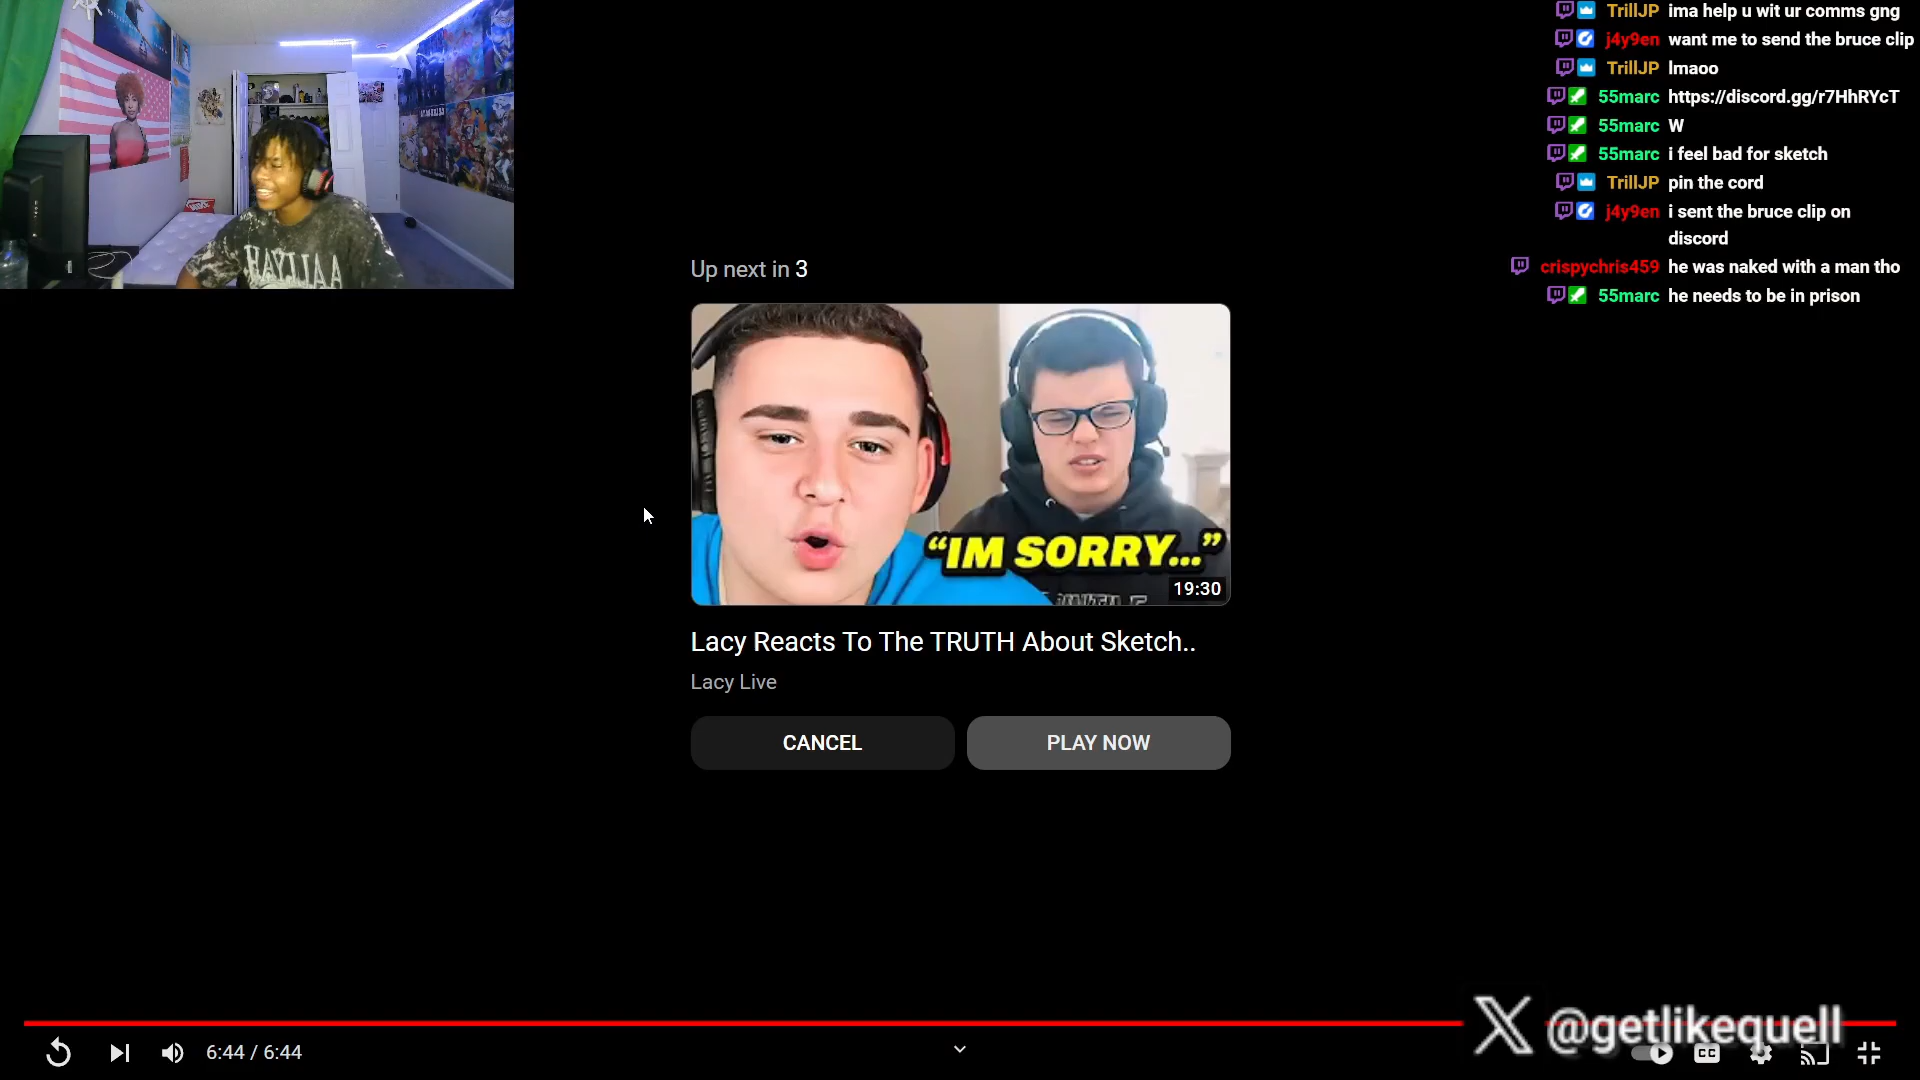 TrillJP ima help u wit ur comms gng
j4y9en want me to send the bruce clip
TrillJP lmaoo
55marc https://discord.gg/r7HhRYcT
55marc W
55marc i feel bad for sketch
TrillJP pin the cord
j4y9en i sent the bruce clip on
discord
crispychris459 he was naked with a man tho
55marc he needs to be in prison
Up next in 3
“IM SORRY...”
19:30
Lacy Reacts To The TRUTH About Sketch..
Lacy Live
CANCEL
PLAY NOW
X @getlikequell
6:44 / 6:44
CC